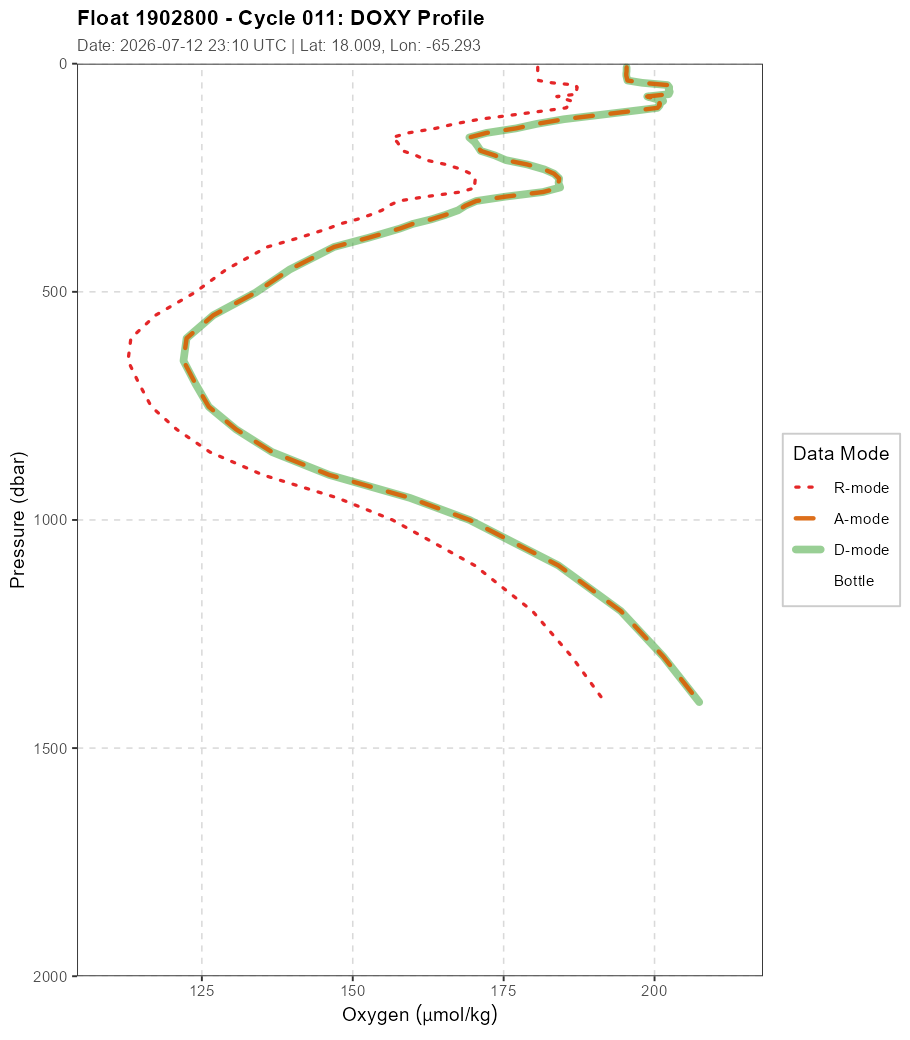 Float 1902800 - Cycle 011: DOXY Profile
Date: 2026-07-12 23:10 UTC | Lat: 18.009, Lon: -65.293
0
500
1000
1500
2000
Pressure (dbar)
125 150 175 200
Oxygen (µmol/kg)
Data Mode
R-mode
A-mode
D-mode
Bottle